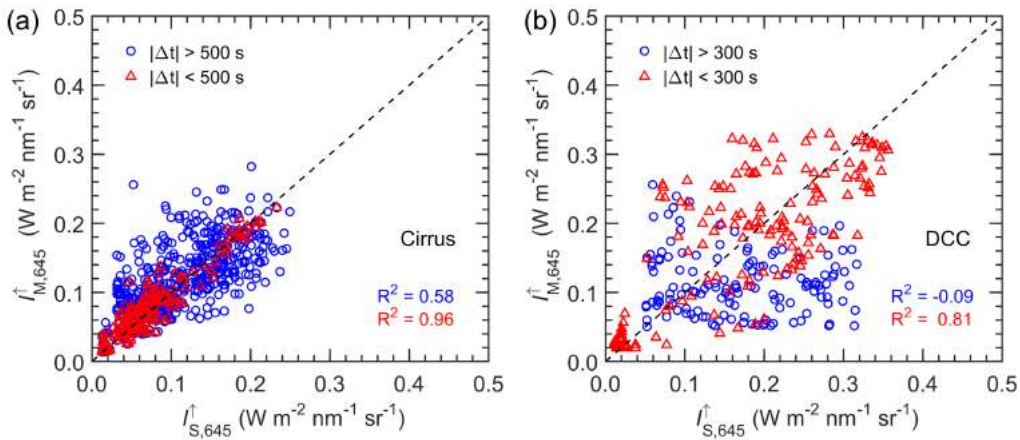 (a)
|Δt| > 500 s
|Δt| < 500 s
I↑M,645 (W m-2 nm-1 sr-1)
0.5
0.4
0.3
0.2
0.1
0.0
Cirrus
R2 = 0.58
R2 = 0.96
0.0 0.1 0.2 0.3 0.4 0.5
I↑S,645 (W m-2 nm-1 sr-1)
(b)
|Δt| > 300 s
|Δt| < 300 s
I↑M,645 (W m-2 nm-1 sr-1)
0.5
0.4
0.3
0.2
0.1
0.0
DCC
R2 = -0.09
R2 = 0.81
0.0 0.1 0.2 0.3 0.4 0.5
I↑S,645 (W m-2 nm-1 sr-1)